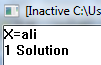 [Inactive C:\Us
X=ali
1 Solution